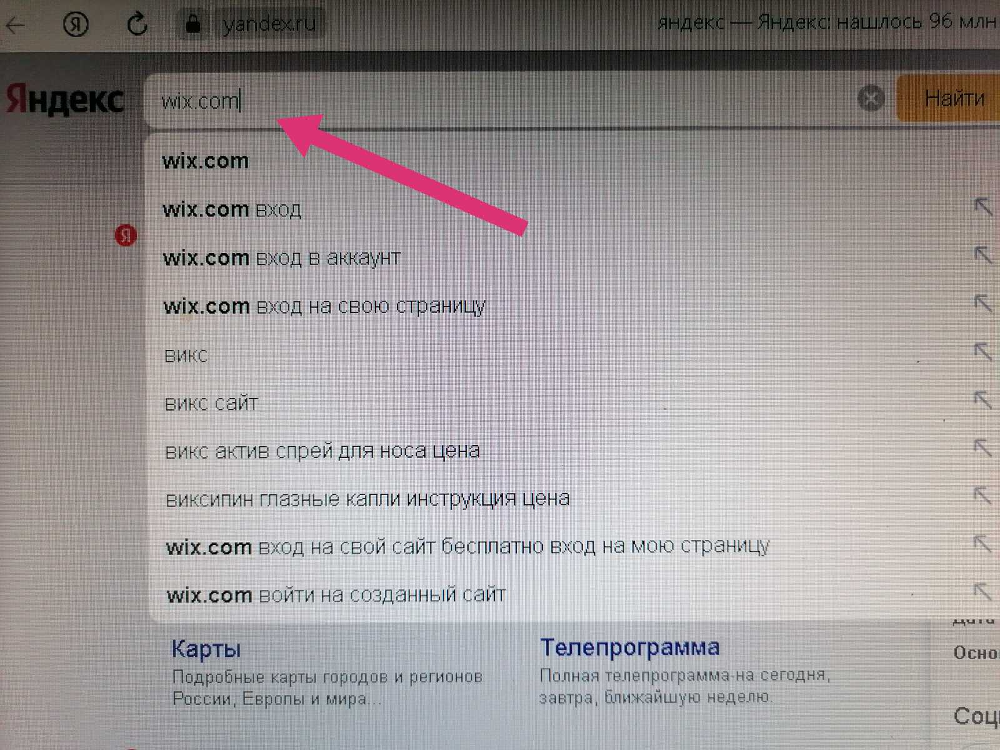 Я
yandex.ru
яндекс — Яндекс: нашлось 96 млн
Яндекс
wix.com
Найти
wix.com
wix.com вход
wix.com вход в аккаунт
wix.com вход на свою страницу
викс
Я
викс сайт
викс актив спрей для носа цена
виксипин глазные капли инструкция цена
wix.com вход на свой сайт бесплатно вход на мою страницу
wix.com войти на созданный сайт
Карты
Подробные карты городов и регионов
России, Европы и мира...
Телепрограмма
Полная телепрограмма на сегодня,
завтра, ближайшую неделю.